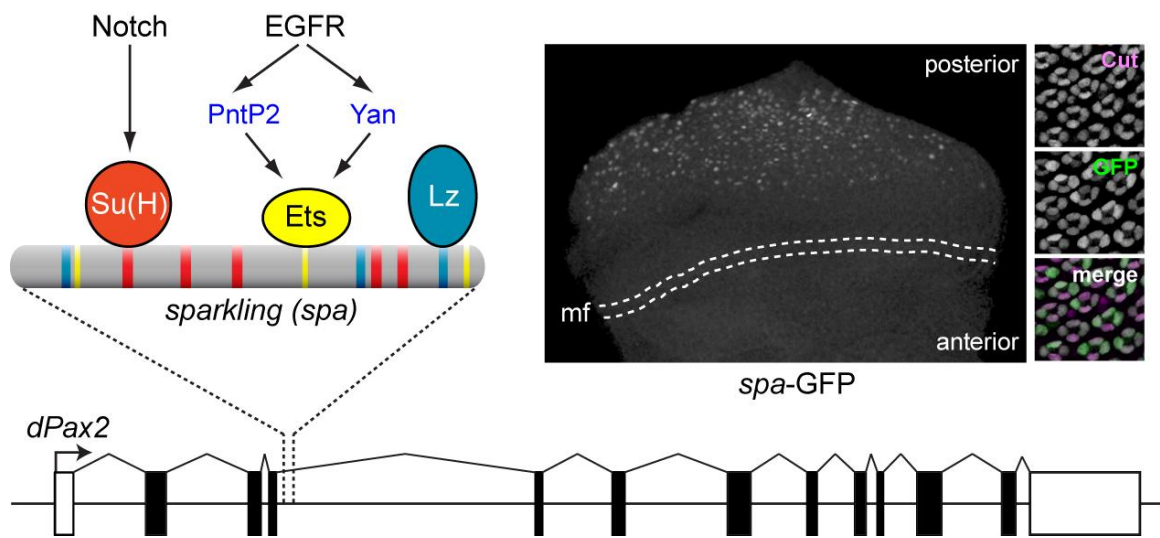 Notch
EGFR
PntP2
Yan
Su(H)
Ets
Lz
sparkling (spa)
posterior
mf
anterior
spa-GFP
Cut
GFP
merge
dPax2